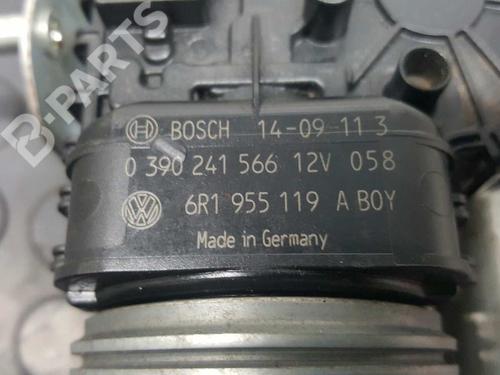 B-PARTS
BOSCH 14-09-11 3
0 390 241 566 12V 058
6R1 955 119 A BOY
Made in Germany